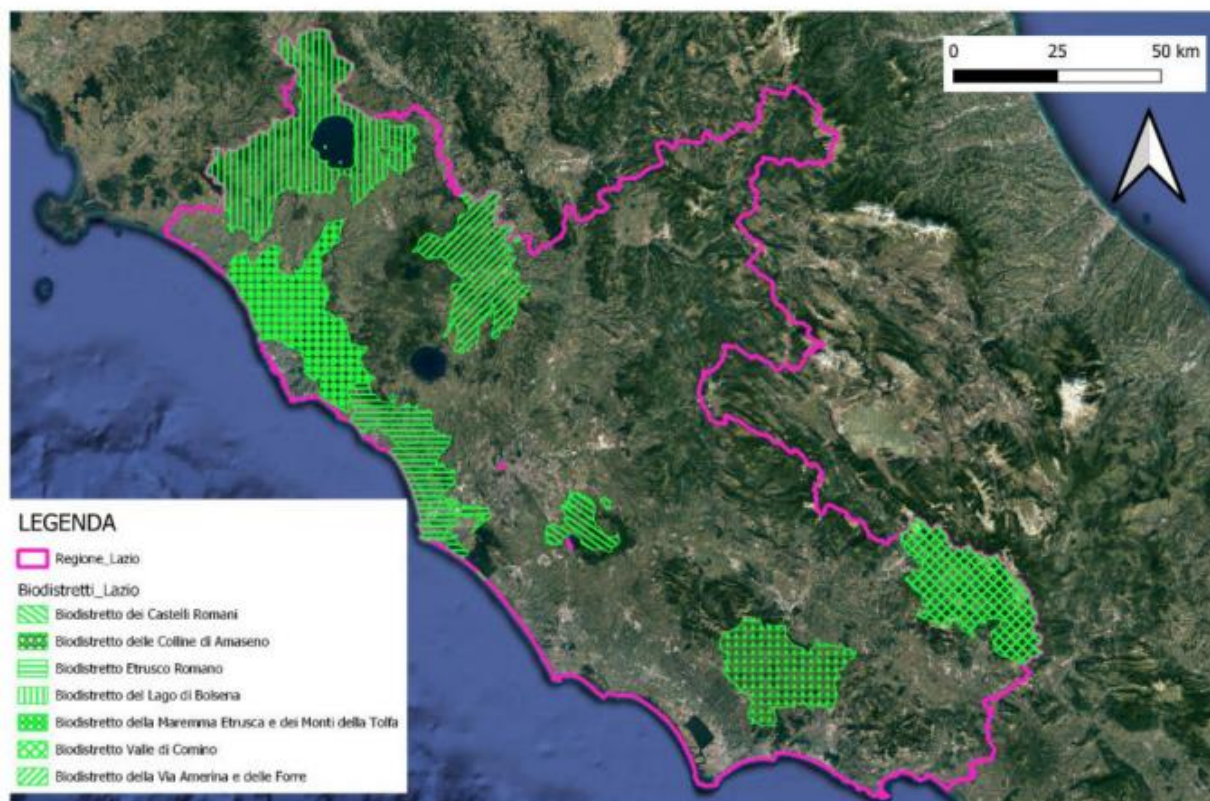 0 25 50 km
LEGENDA
Regione_Lazio
Biodistretti_Lazio
Biodistretto dei Castelli Romani
Biodistretto delle Colline di Amaseno
Biodistretto Etrusco Romano
Biodistretto del Lago di Bolsena
Biodistretto della Maremma Etrusca e dei Monti della Tolfa
Biodistretto Valle di Comino
Biodistretto della Via Amerina e delle Forre